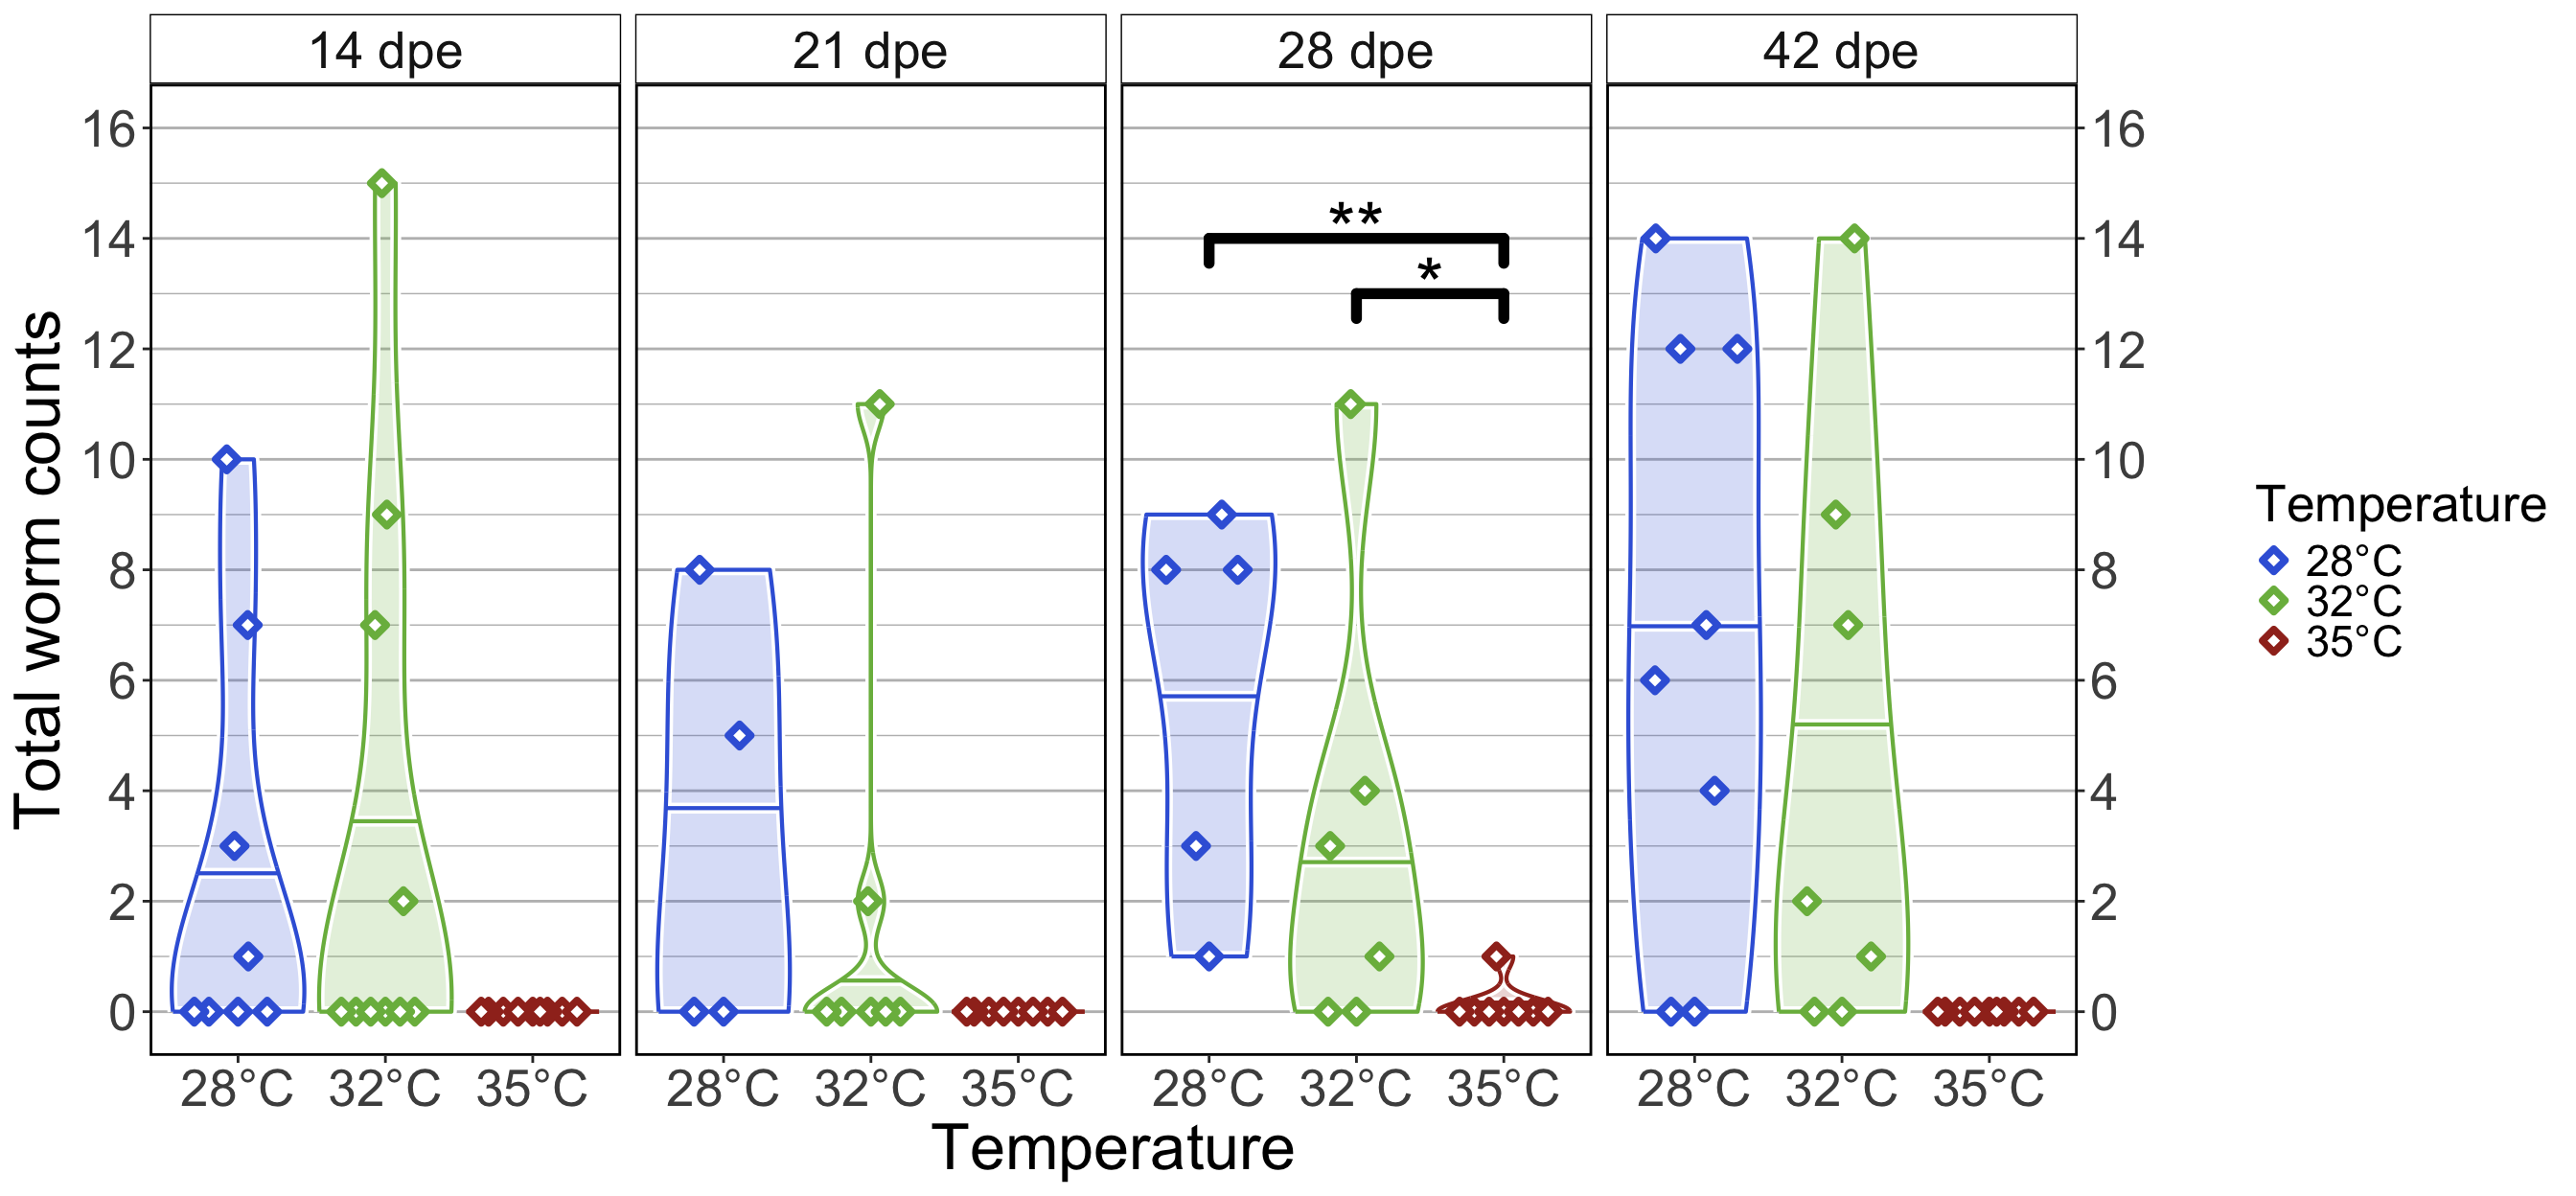 14 dpe 21 dpe 28 dpe 42 dpe
16 16
** 
14 14
*
12 12
10 10
8 8
6 6
4 4
2 2
0 0
Total worm counts
28°C 32°C 35°C 28°C 32°C 35°C 28°C 32°C 35°C 28°C 32°C 35°C
Temperature
Temperature
28°C
32°C
35°C